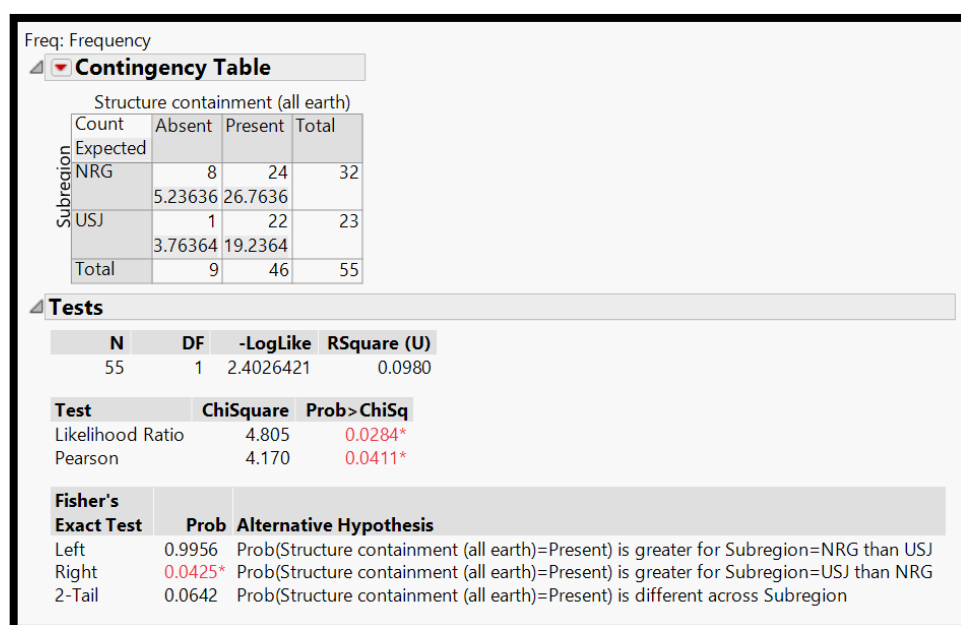 Freq: Frequency
Contingency Table
Structure containment (all earth)
Subregion
Count Absent Present Total
Expected
NRG 8 24 32
5.23636 26.7636
USJ 1 22 23
3.76364 19.2364
Total 9 46 55
Tests
N DF -LogLike RSquare (U)
55 1 2.4026421 0.0980
Test ChiSquare Prob>ChiSq
Likelihood Ratio 4.805 0.0284*
Pearson 4.170 0.0411*
Fisher's
Exact Test Prob Alternative Hypothesis
Left 0.9956 Prob(Structure containment (all earth)=Present) is greater for Subregion=NRG than USJ
Right 0.0425* Prob(Structure containment (all earth)=Present) is greater for Subregion=USJ than NRG
2-Tail 0.0642 Prob(Structure containment (all earth)=Present) is different across Subregion